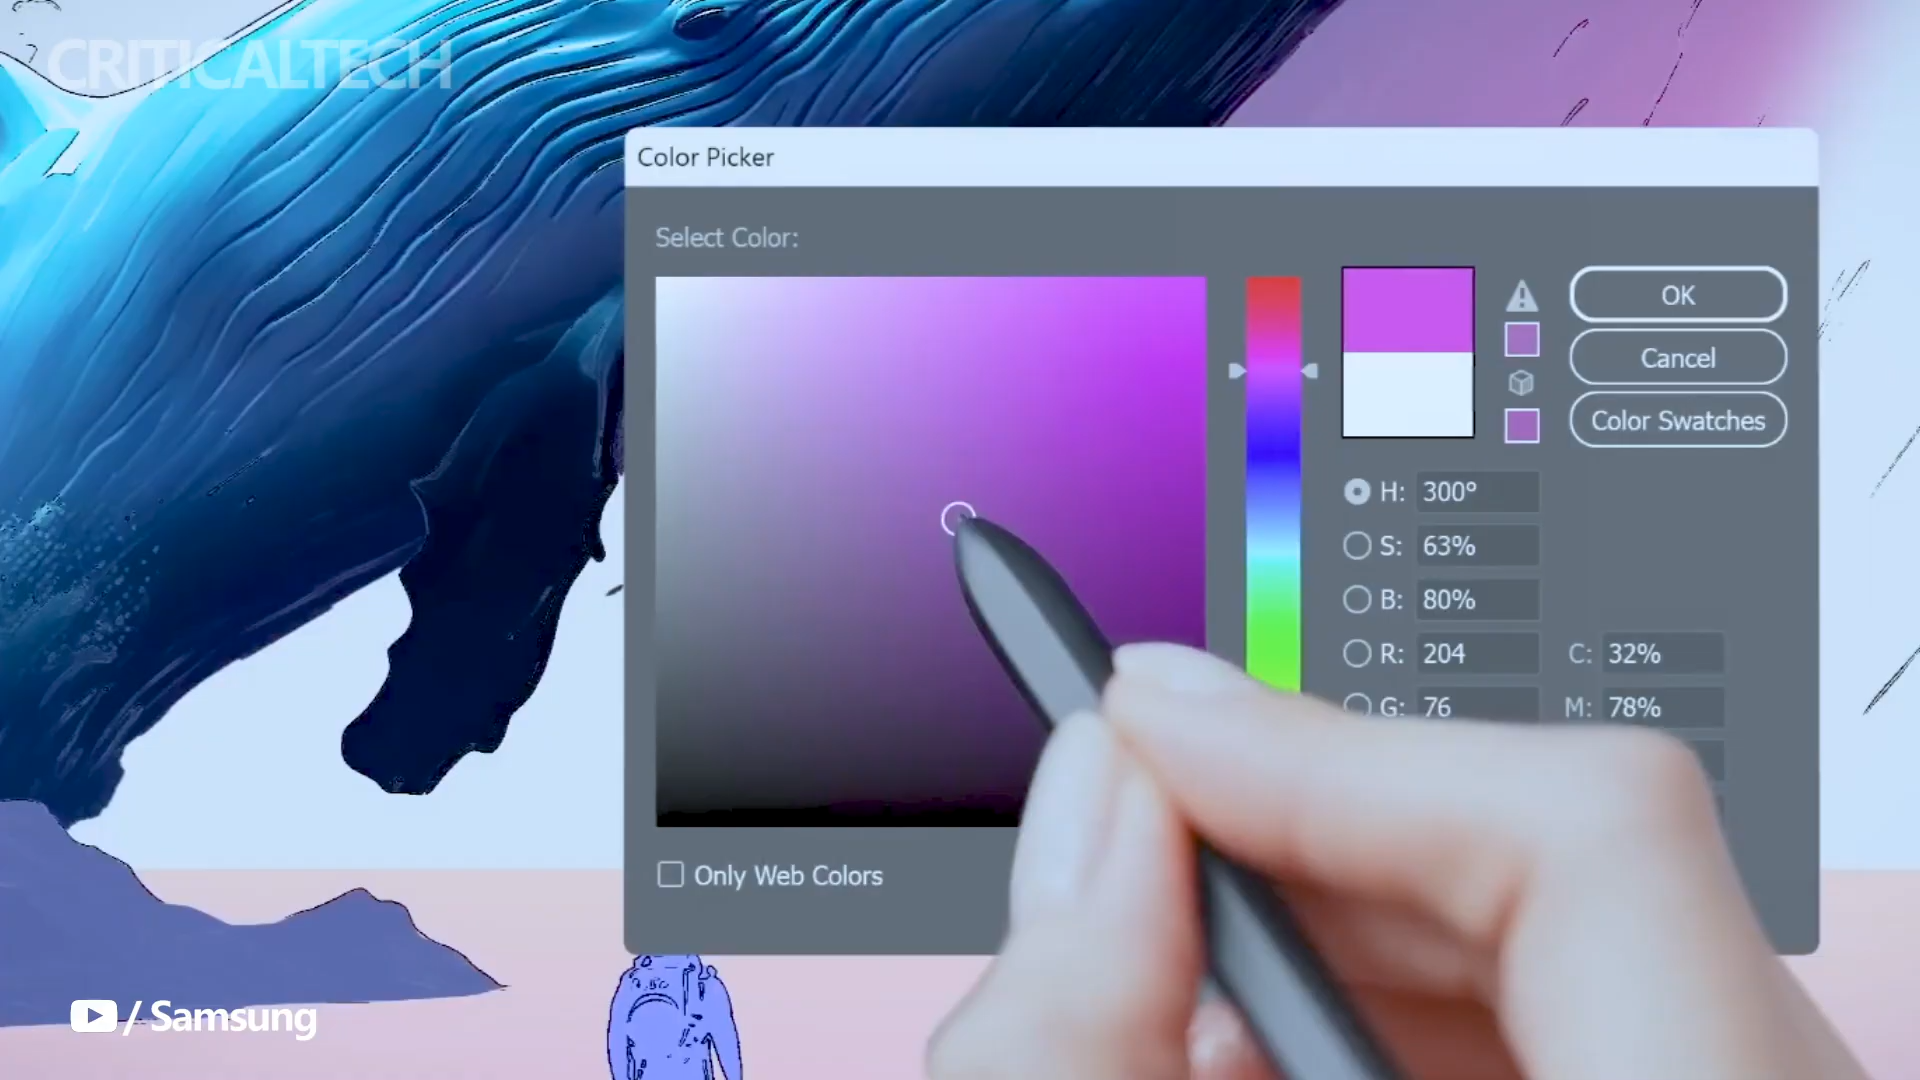 CRITICALTECH
Color Picker
Select Color:
OK
Cancel
Color Swatches
H: 300°
S: 63%
B: 80%
R: 204
C: 32%
G: 76
M: 78%
Only Web Colors
/ Samsung